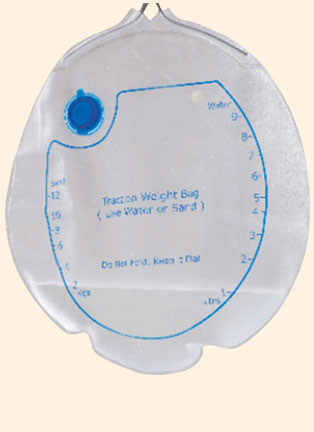 Water
9
8
7
6
5
4
3
2
1
Ltrs
Sand
12
10
8
6
4
2
Kgs
Traction Weight Bag
( Use Water or Sand )
Do Not Fold, Keep it Flat